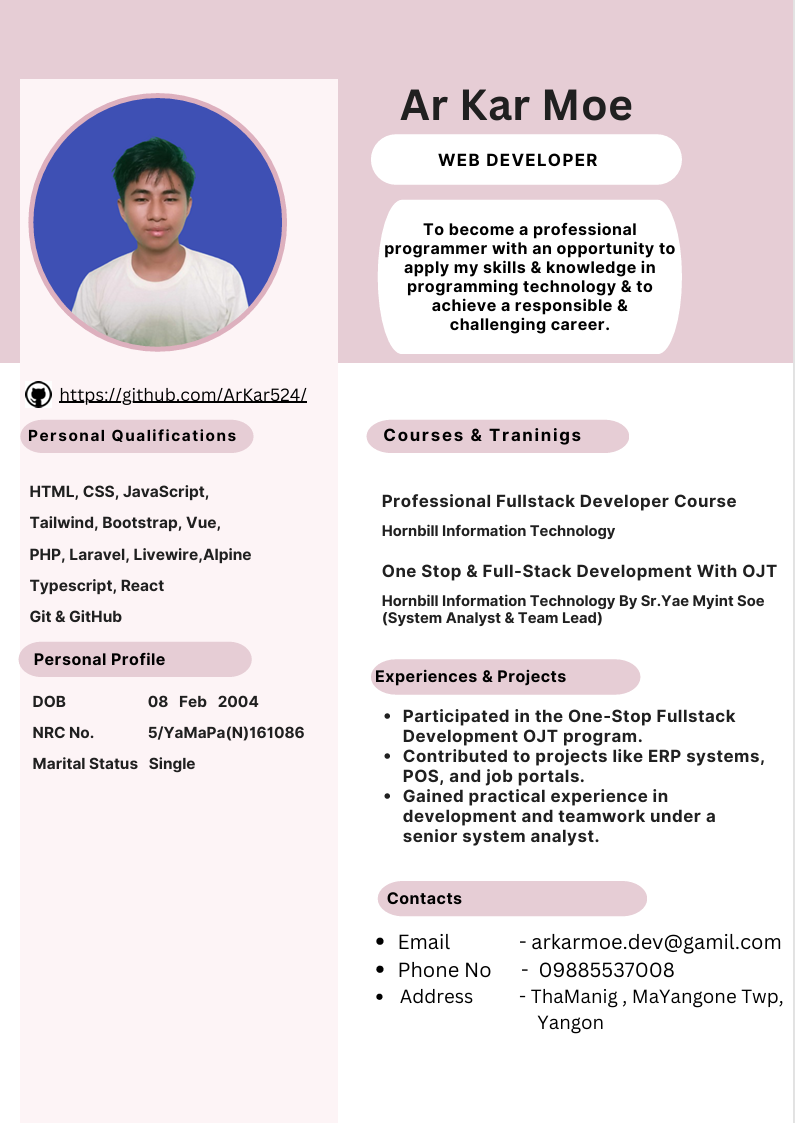 Ar Kar Moe
WEB DEVELOPER
To become a professional
programmer with an opportunity to
apply my skills & knowledge in
programming technology & to
achieve a responsible &
challenging career.
https://github.com/ArKar524/
Personal Qualifications
HTML, CSS, JavaScript,
Tailwind, Bootstrap, Vue,
PHP, Laravel, Livewire,Alpine
Typescript, React
Git & GitHub
Personal Profile
DOB 08 Feb 2004
NRC No. 5/YaMaPa(N)161086
Marital Status Single
Courses & Traninigs
Professional Fullstack Developer Course
Hornbill Information Technology
One Stop & Full-Stack Development With OJT
Hornbill Information Technology By Sr.Yae Myint Soe
(System Analyst & Team Lead)
Experiences & Projects
• Participated in the One-Stop Fullstack
Development OJT program.
• Contributed to projects like ERP systems,
POS, and job portals.
• Gained practical experience in
development and teamwork under a
senior system analyst.
Contacts
• Email - arkarmoe.dev@gamil.com
• Phone No - 09885537008
• Address - ThaManig , MaYangone Twp,
Yangon